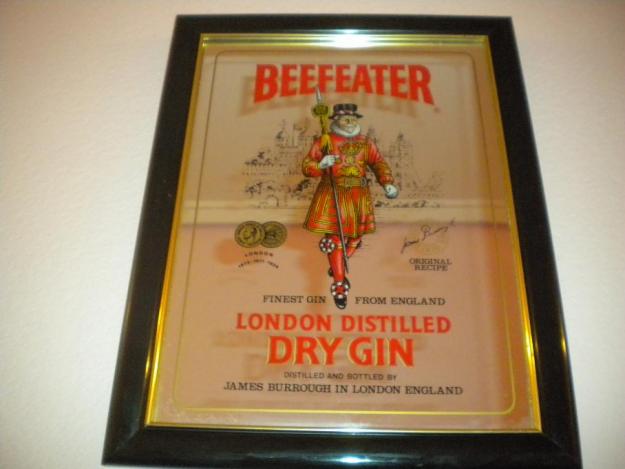 BEEFEATER
LONDON
ORIGINAL
RECIPE
FINEST GIN FROM ENGLAND
LONDON DISTILLED
DRY GIN
DISTILLED AND BOTTLED BY
JAMES BURROUGH IN LONDON ENGLAND